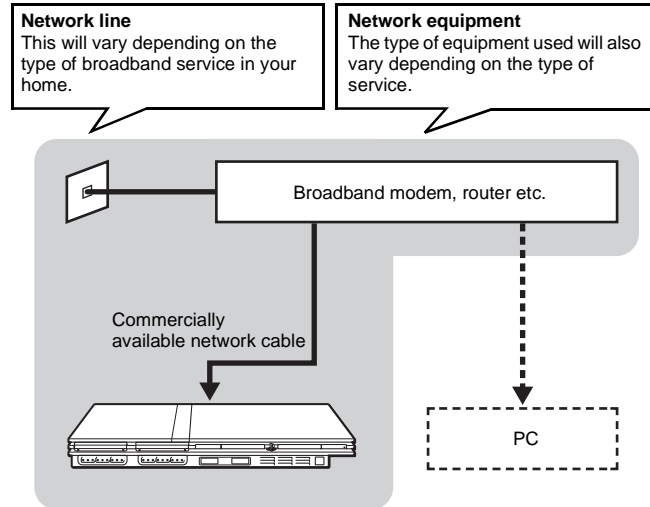 Network line
This will vary depending on the
type of broadband service in your
home.
Network equipment
The type of equipment used will also
vary depending on the type of
service.
Broadband modem, router etc.
Commercially
available network cable
PC